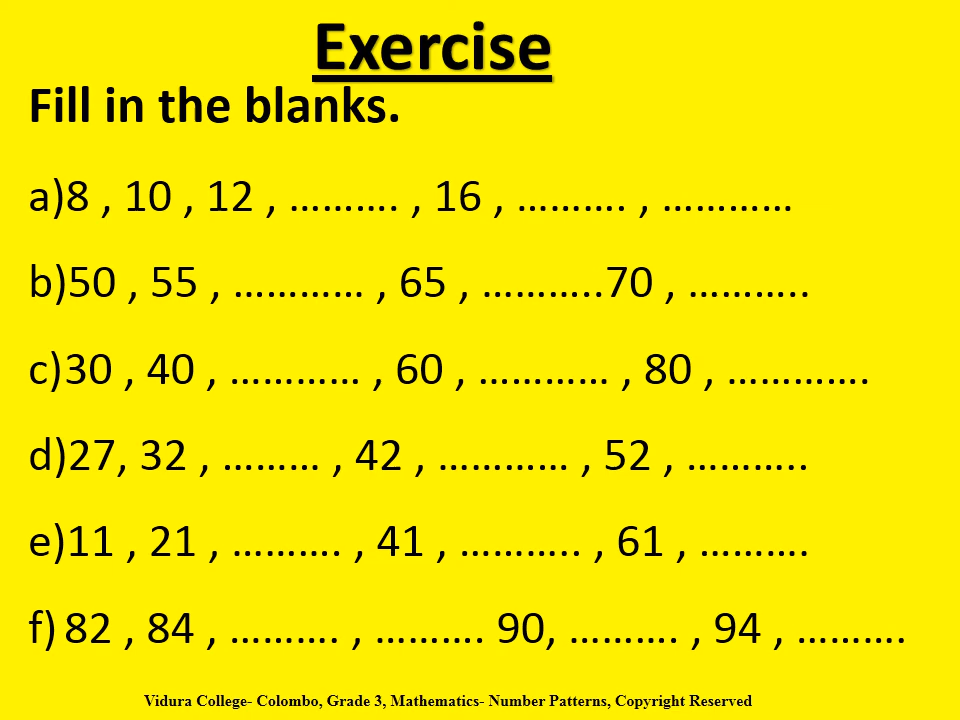 Exercise
Fill in the blanks.
a)8 , 10 , 12 , ………. , 16 , ………. , …………
b)50 , 55 , ………… , 65 , ………..70 , ………..
c)30 , 40 , ………… , 60 , ………… , 80 , ………….
d)27, 32 , ……… , 42 , ………… , 52 , ………..
e)11 , 21 , ………. , 41 , ……….. , 61 , ……….
f) 82 , 84 , ………. , ………. 90, ………. , 94 , ……….
Vidura College- Colombo, Grade 3, Mathematics- Number Patterns, Copyright Reserved